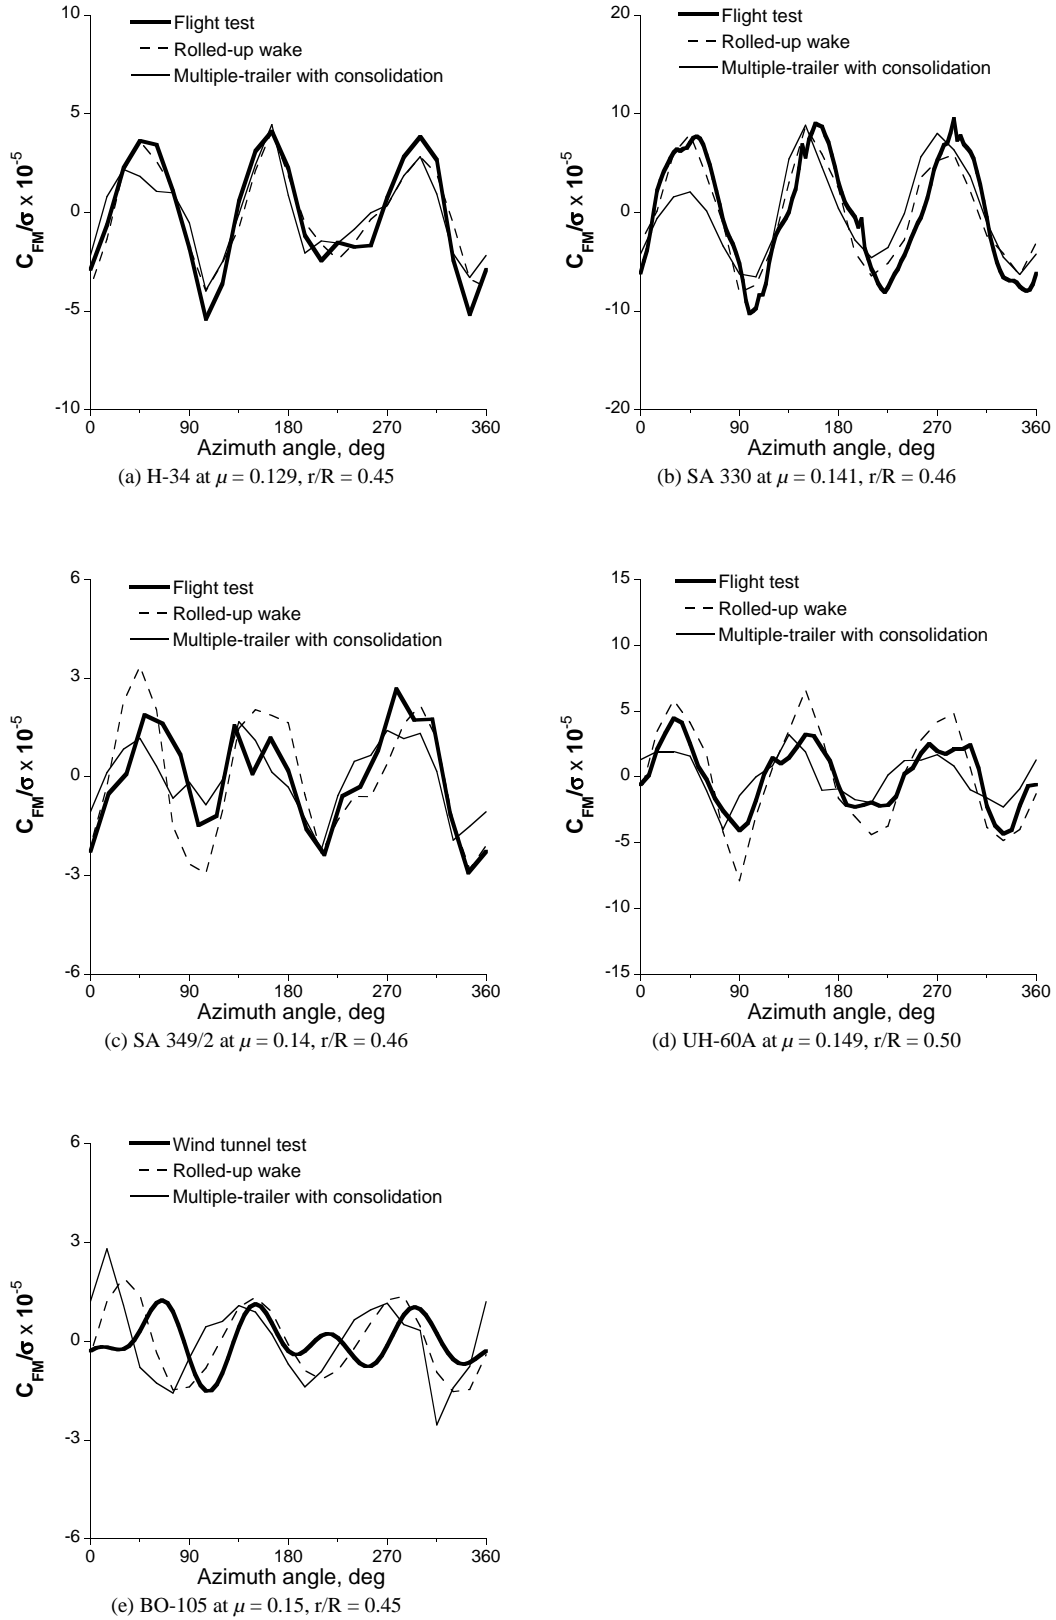 10
5
0
-5
-10
C_FM/σ x 10^-5
Flight test
Rolled-up wake
Multiple-trailer with consolidation
0 90 180 270 360
Azimuth angle, deg
(a) H-34 at μ = 0.129, r/R = 0.45
20
10
0
-10
-20
C_FM/σ x 10^-5
Flight test
Rolled-up wake
Multiple-trailer with consolidation
0 90 180 270 360
Azimuth angle, deg
(b) SA 330 at μ = 0.141, r/R = 0.46
6
3
0
-3
-6
C_FM/σ x 10^-5
Flight test
Rolled-up wake
Multiple-trailer with consolidation
0 90 180 270 360
Azimuth angle, deg
(c) SA 349/2 at μ = 0.14, r/R = 0.46
15
10
5
0
-5
-10
-15
C_FM/σ x 10^-5
Flight test
Rolled-up wake
Multiple-trailer with consolidation
0 90 180 270 360
Azimuth angle, deg
(d) UH-60A at μ = 0.149, r/R = 0.50
6
3
0
-3
-6
C_FM/σ x 10^-5
Wind tunnel test
Rolled-up wake
Multiple-trailer with consolidation
0 90 180 270 360
Azimuth angle, deg
(e) BO-105 at μ = 0.15, r/R = 0.45